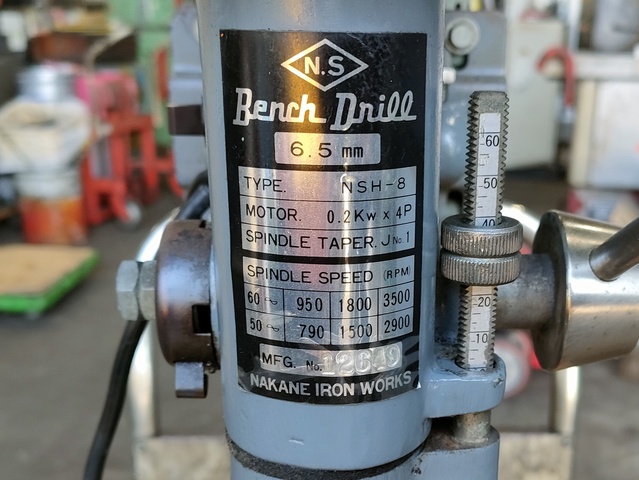 N.S
Bench Drill
6.5 mm
TYPE. NSH-8
MOTOR. 0.2Kw x 4P
SPINDLE TAPER. J No.1
SPINDLE SPEED (RPM)
60∾ 950 1800 3500
50∾ 790 1500 2900
MFG. No. 12649
NAKANE IRON WORKS
60
50
40
20
10